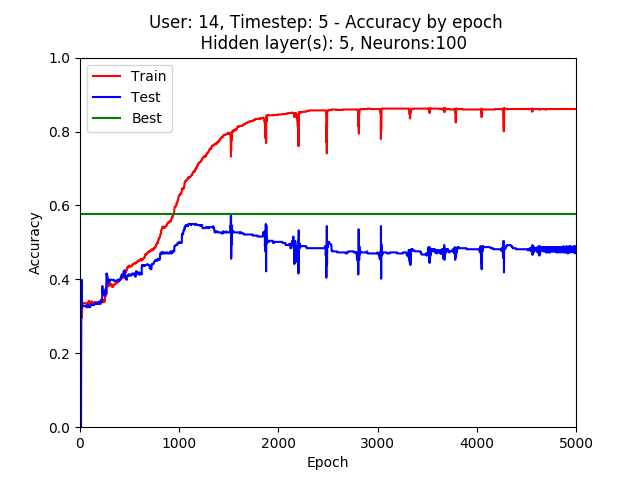 User: 14, Timestep: 5 - Accuracy by epoch
Hidden layer(s): 5, Neurons:100
Train
Test
Best
1.0
0.8
0.6
0.4
0.2
0.0
Accuracy
0 1000 2000 3000 4000 5000
Epoch